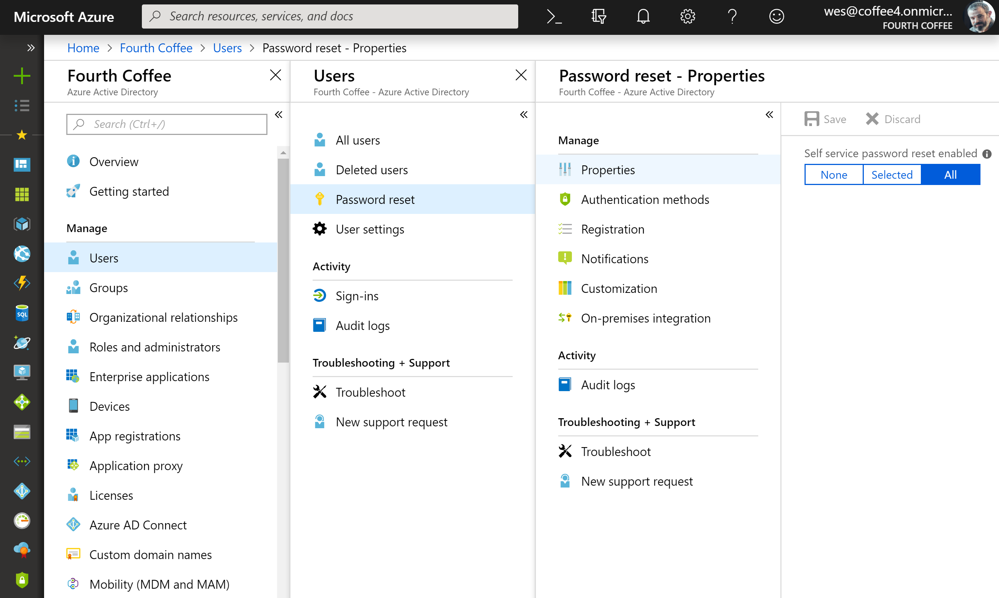 Microsoft Azure
Search resources, services, and docs
wes@coffee4.onmicr...
FOURTH COFFEE
Home > Fourth Coffee > Users > Password reset - Properties
Fourth Coffee
Azure Active Directory
Search (Ctrl+/)
Overview
Getting started
Manage
Users
Groups
Organizational relationships
Roles and administrators
Enterprise applications
Devices
App registrations
Application proxy
Licenses
Azure AD Connect
Custom domain names
Mobility (MDM and MAM)
SQL
Users
Fourth Coffee - Azure Active Directory
All users
Deleted users
Password reset
User settings
Activity
Sign-ins
Audit logs
Troubleshooting + Support
Troubleshoot
New support request
Password reset - Properties
Fourth Coffee - Azure Active Directory
Manage
Properties
Authentication methods
Registration
Notifications
Customization
On-premises integration
Activity
Audit logs
Troubleshooting + Support
Troubleshoot
New support request
Save Discard
Self service password reset enabled
None Selected All